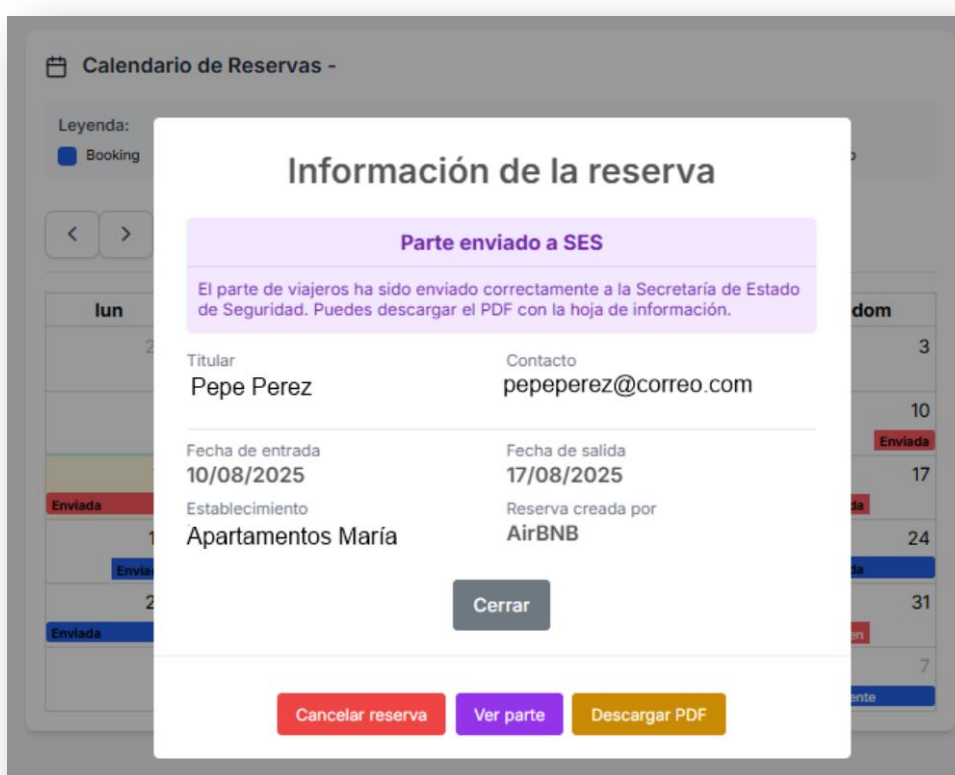 Calendario de Reservas -
Leyenda:
Booking
Información de la reserva
Parte enviado a SES
El parte de viajeros ha sido enviado correctamente a la Secretaría de Estado
de Seguridad. Puedes descargar el PDF con la hoja de información.
lun
dom
Titular
Contacto
3
Pepe Perez
pepeperez@correo.com
10
Enviada
Fecha de entrada
Fecha de salida
10/08/2025
17/08/2025
17
Establecimiento
Reserva creada por
Enviada
Apartamentos María
AirBNB
24
31
Cerrar
Enviada
7
Cancelar reserva
Ver parte
Descargar PDF